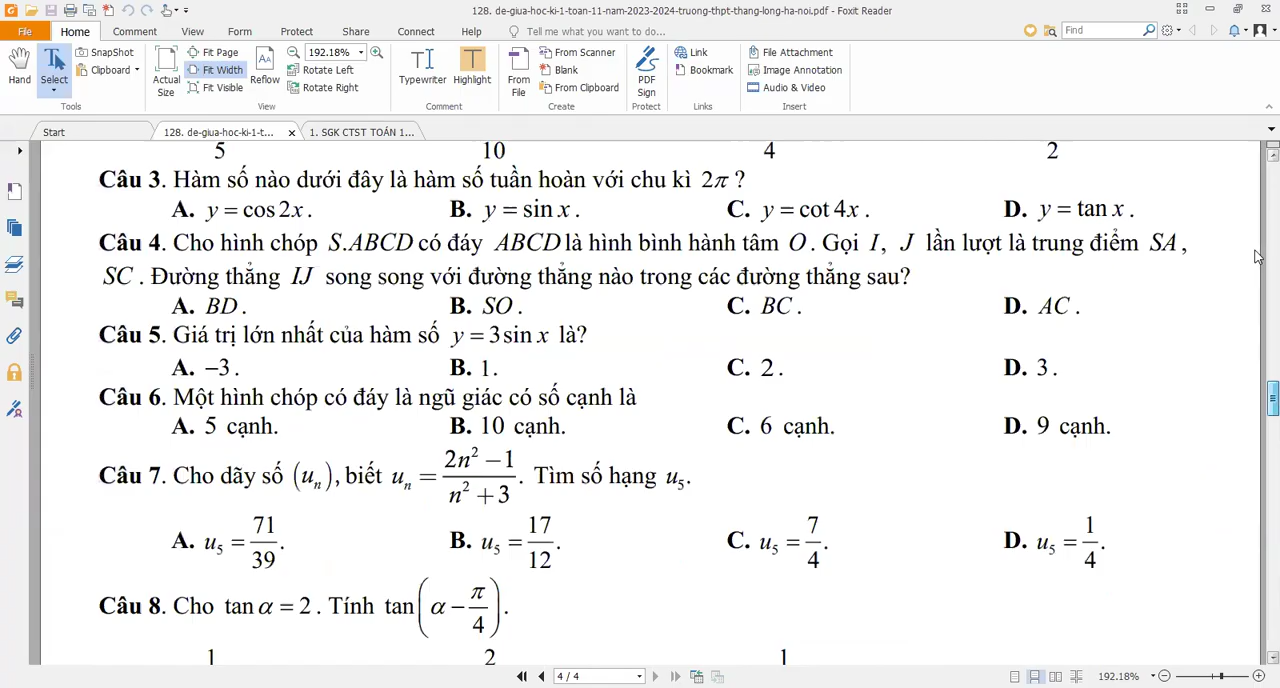 128. de-giua-hoc-ki-1-toan-11-nam-2023-2024-truong-thpt-thang-long-ha-noi.pdf - Foxit Reader
File Home Comment View Form Protect Share Connect Help Tell me what you want to do... Find
Hand Select SnapShot Clipboard Actual Size Fit Page Fit Width Fit Visible Reflow 192.18% Rotate Left Rotate Right Typewriter Highlight From File From Scanner Blank From Clipboard PDF Sign Link Bookmark File Attachment Image Annotation Audio & Video
Tools View Comment Create Protect Links Insert
Start 128. de-giua-hoc-ki-1-t... 1. SGK CTST TOÁN 1...
5 10 4 2
Câu 3. Hàm số nào dưới đây là hàm số tuần hoàn với chu kì 2π ?
A. y = cos 2x . B. y = sin x . C. y = cot 4x . D. y = tan x .
Câu 4. Cho hình chóp S.ABCD có đáy ABCD là hình bình hành tâm O . Gọi I, J lần lượt là trung điểm SA ,
SC . Đường thẳng IJ song song với đường thẳng nào trong các đường thẳng sau?
A. BD . B. SO . C. BC . D. AC .
Câu 5. Giá trị lớn nhất của hàm số y = 3 sin x là?
A. −3 . B. 1. C. 2 . D. 3 .
Câu 6. Một hình chóp có đáy là ngũ giác có số cạnh là
A. 5 cạnh. B. 10 cạnh. C. 6 cạnh. D. 9 cạnh.
Câu 7. Cho dãy số (uₙ), biết uₙ = (2n² − 1)/(n² + 3). Tìm số hạng u₅.
A. u₅ = 71/39. B. u₅ = 17/12. C. u₅ = 7/4. D. u₅ = 1/4.
Câu 8. Cho tan α = 2 . Tính tan(α − π/4).
1 2 1
4 / 4 192.18%